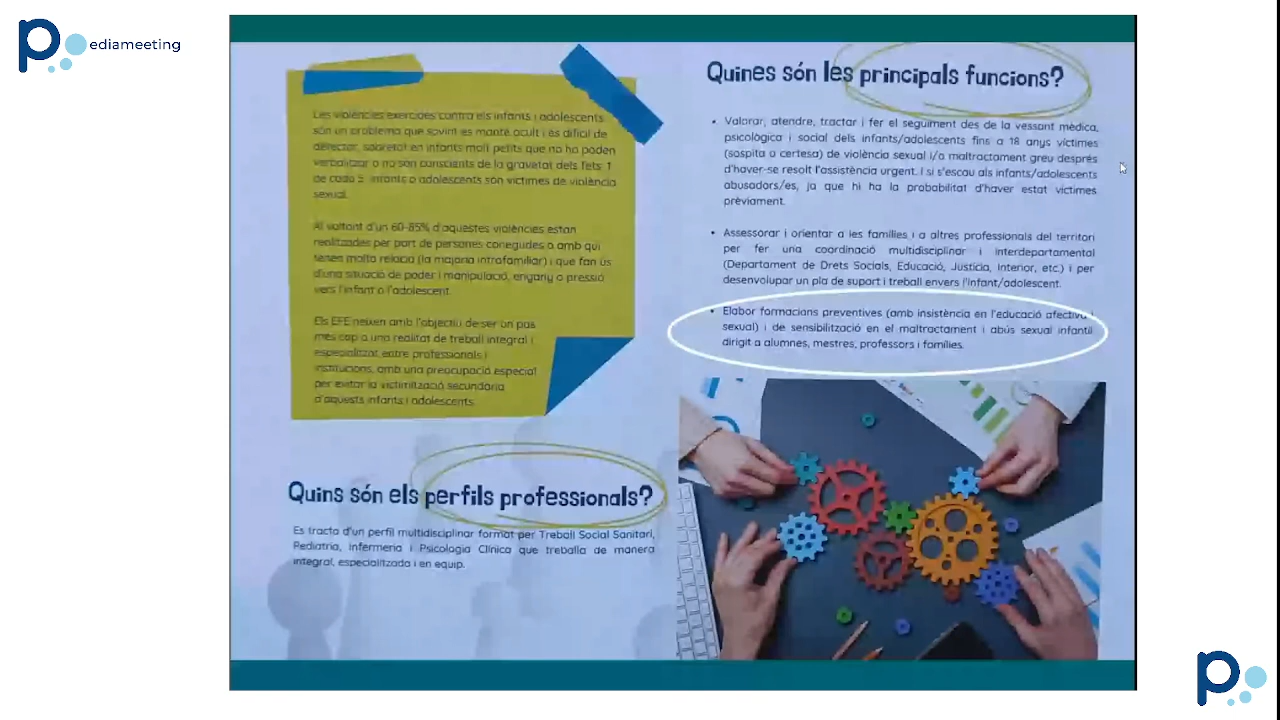 ediameeting
Les violències exercides contra els infants i adolescents
són un problema que sovint es manté ocult i és difícil de
detectar, sobretot en infants molt petits que no ho poden
verbalitzar o no són conscients de la gravetat dels fets. 1
de cada 5 infants o adolescents són víctimes de violència
sexual.
Al voltant d'un 60-85% d'aquestes violències estan
realitzades per part de persones conegudes o amb qui
tenen molta relació (la majoria intrafamiliar) i que fan ús
d'una situació de poder i manipulació, engany o pressió
vers l'infant o l'adolescent.
Els EFE neixen amb l'objectiu de ser un pas
més cap a una realitat de treball integral i
especialitzat entre professionals i
institucions, amb una preocupació especial
per evitar la victimització secundària
d'aquests infants i adolescents.
Quins són els perfils professionals?
Es tracta d'un perfil multidisciplinar format per Treball Social Sanitari,
Pediatria, Infermeria i Psicologia Clínica que treballa de manera
integral, especialitzada i en equip.
Quines són les principals funcions?
• Valorar, atendre, tractar i fer el seguiment des de la vessant mèdica,
psicològica i social dels infants/adolescents fins a 18 anys víctimes
(sospita o certesa) de violència sexual i/o maltractament greu després
d'haver-se resolt l'assistència urgent. I si s'escau als infants/adolescents
abusadors/es, ja que hi ha la probabilitat d'haver estat víctimes
prèviament.
• Assessorar i orientar a les famílies i a altres professionals del territori
per fer una coordinació multidisciplinar i interdepartamental
(Departament de Drets Socials, Educació, Justícia, Interior, etc.) i per
desenvolupar un pla de suport i treball envers l'infant/adolescent.
• Elabor formacions preventives (amb insistència en l'educació afectiva i
sexual) i de sensibilització en el maltractament i abús sexual infantil
dirigit a alumnes, mestres, professors i famílies.